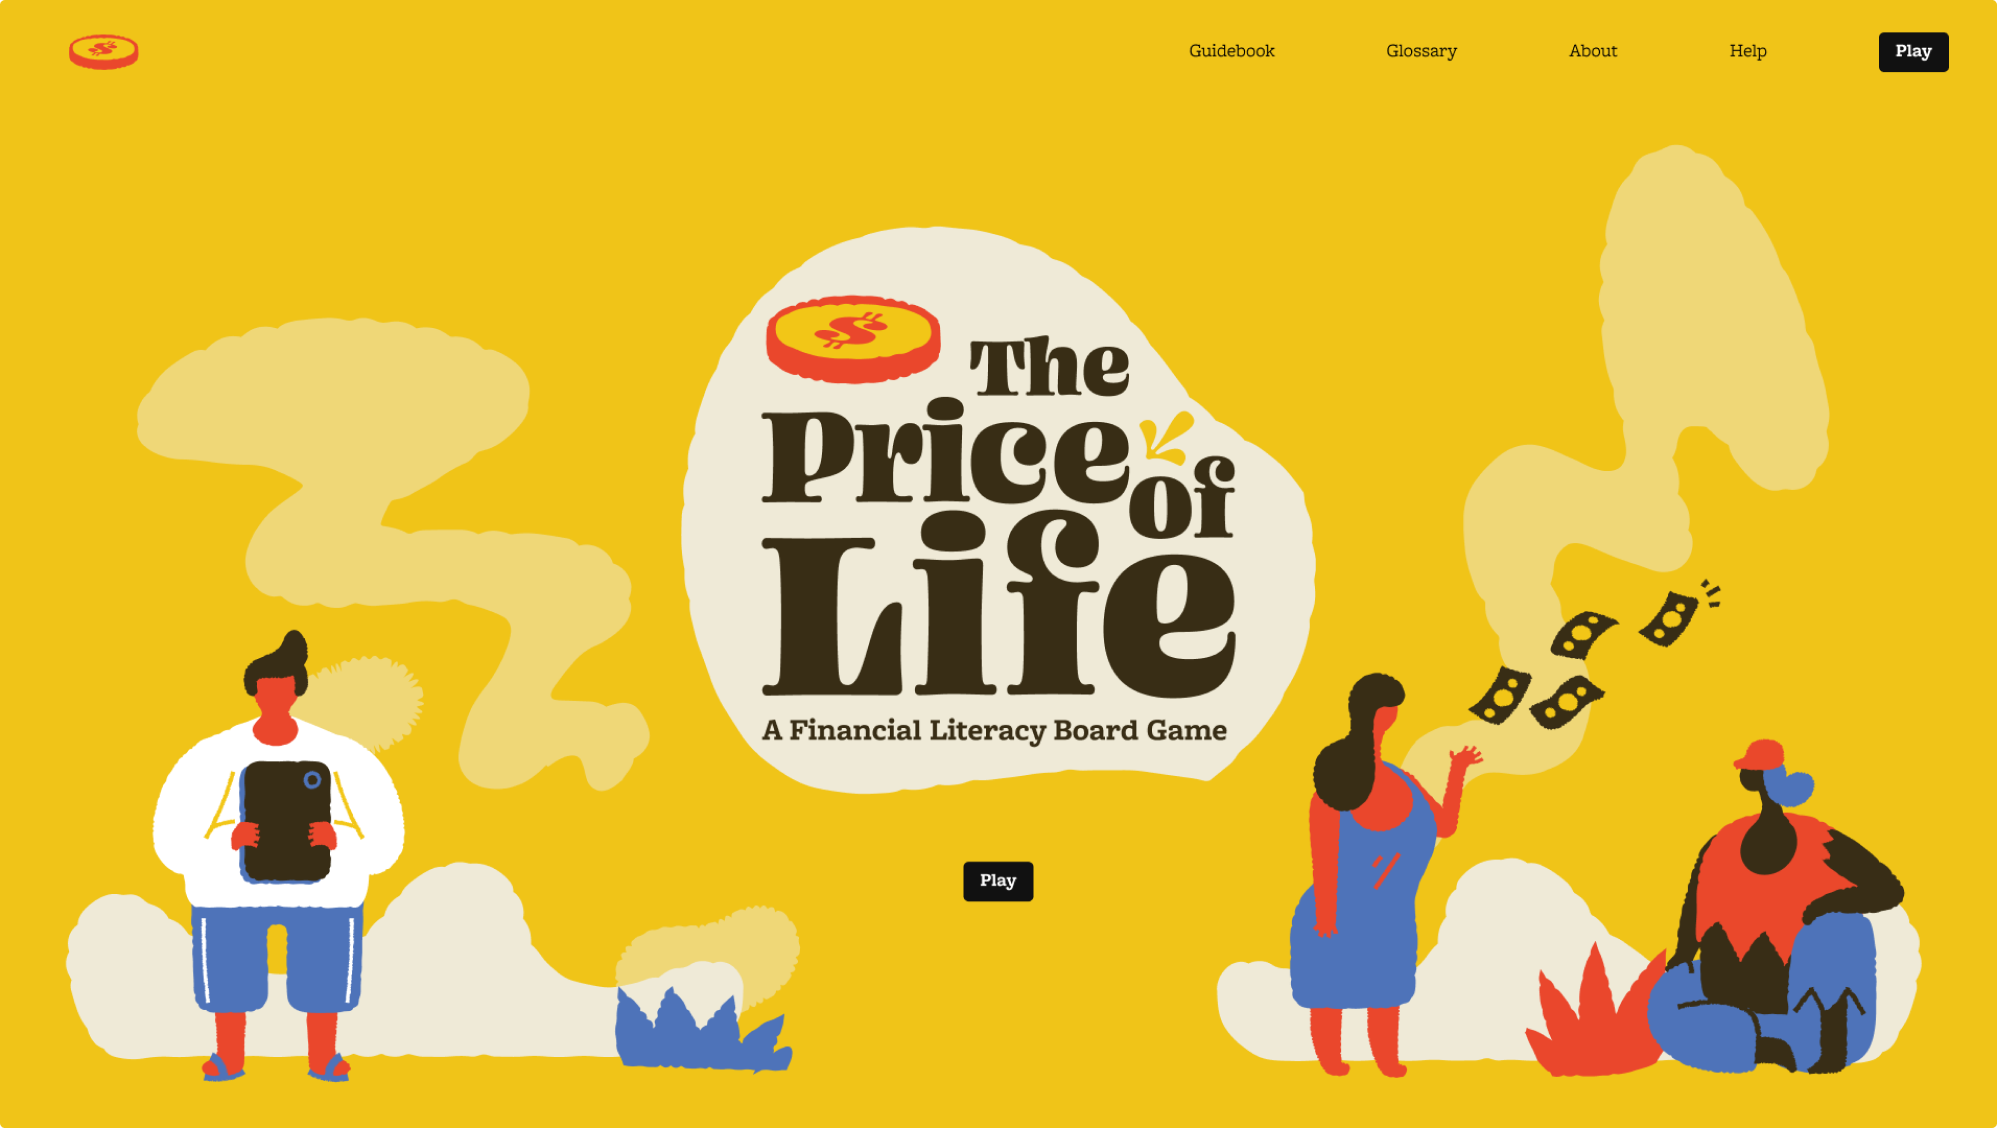 Guidebook
Glossary
About
Help
Play
$
$
The
Price
of
Life
A Financial Literacy Board Game
Play